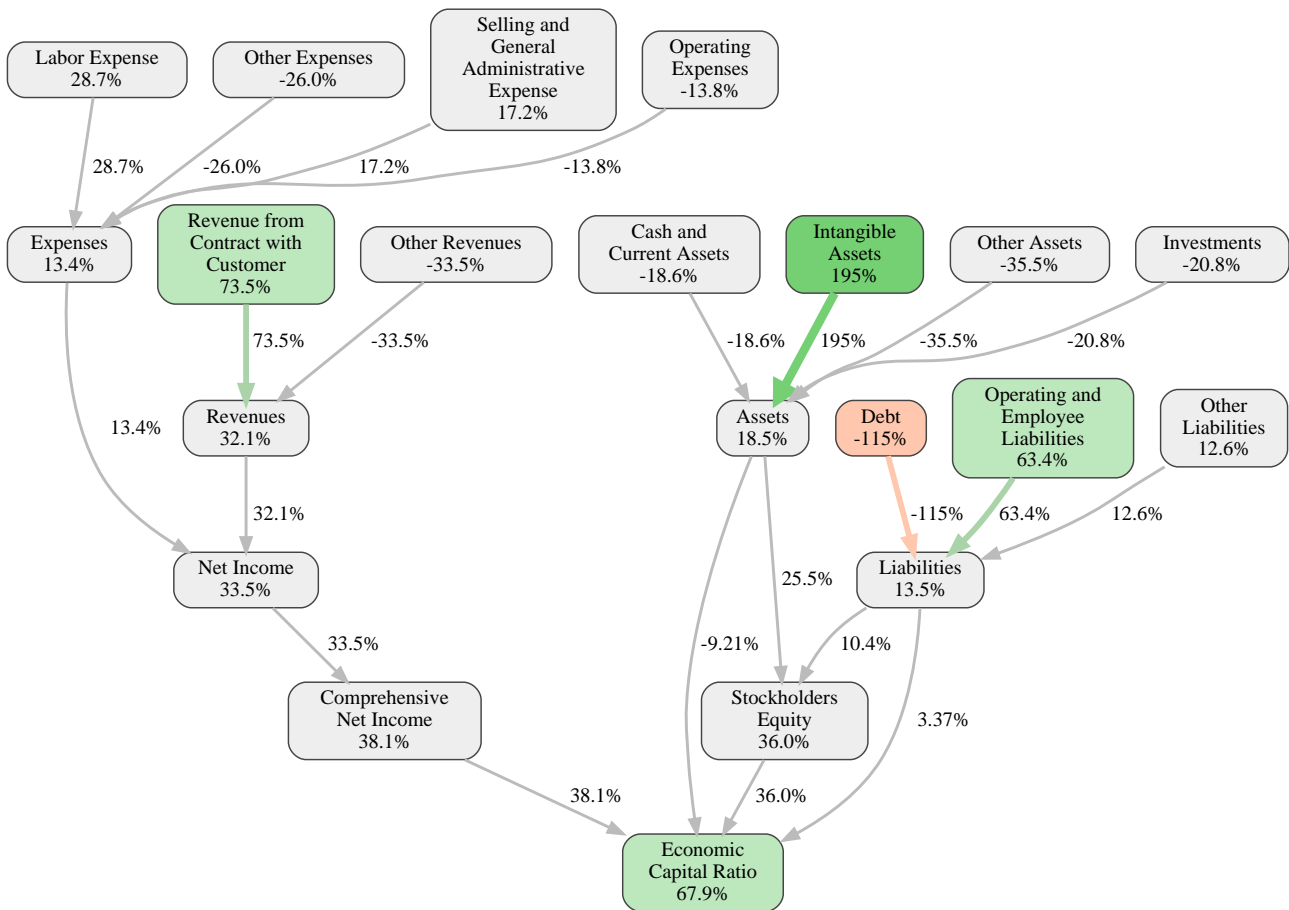 Labor Expense
28.7%
Other Expenses
-26.0%
Selling and
General
Administrative
Expense
17.2%
Operating
Expenses
-13.8%
28.7%
-26.0%
17.2%
-13.8%
Expenses
13.4%
Revenue from
Contract with
Customer
73.5%
Other Revenues
-33.5%
Cash and
Current Assets
-18.6%
Intangible
Assets
195%
Other Assets
-35.5%
Investments
-20.8%
73.5%
-33.5%
-18.6%
195%
-35.5%
-20.8%
13.4%
Revenues
32.1%
Assets
18.5%
Debt
-115%
Operating and
Employee
Liabilities
63.4%
Other
Liabilities
12.6%
32.1%
-115%
63.4%
12.6%
Net Income
33.5%
25.5%
Liabilities
13.5%
33.5%
-9.21%
10.4%
Comprehensive
Net Income
38.1%
Stockholders
Equity
36.0%
3.37%
38.1%
36.0%
Economic
Capital Ratio
67.9%